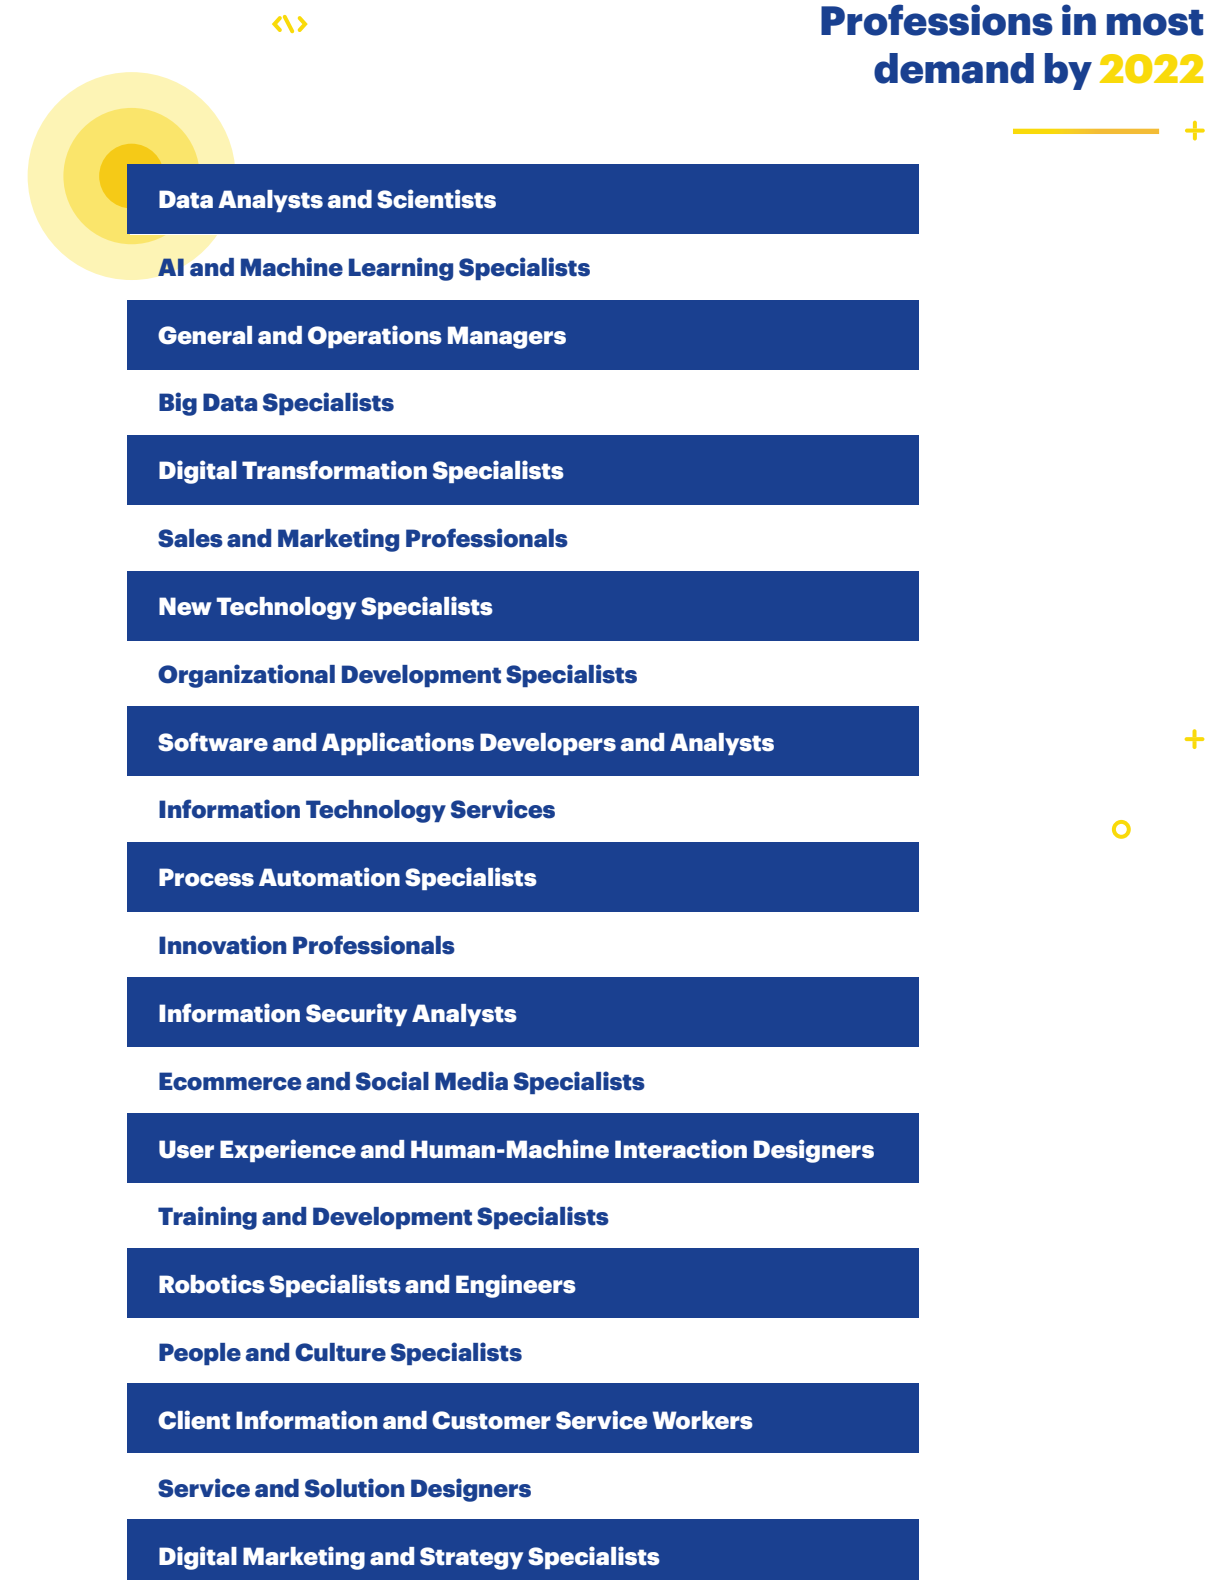 Professions in most
demand by 2022
Data Analysts and Scientists
AI and Machine Learning Specialists
General and Operations Managers
Big Data Specialists
Digital Transformation Specialists
Sales and Marketing Professionals
New Technology Specialists
Organizational Development Specialists
Software and Applications Developers and Analysts
Information Technology Services
Process Automation Specialists
Innovation Professionals
Information Security Analysts
Ecommerce and Social Media Specialists
User Experience and Human-Machine Interaction Designers
Training and Development Specialists
Robotics Specialists and Engineers
People and Culture Specialists
Client Information and Customer Service Workers
Service and Solution Designers
Digital Marketing and Strategy Specialists